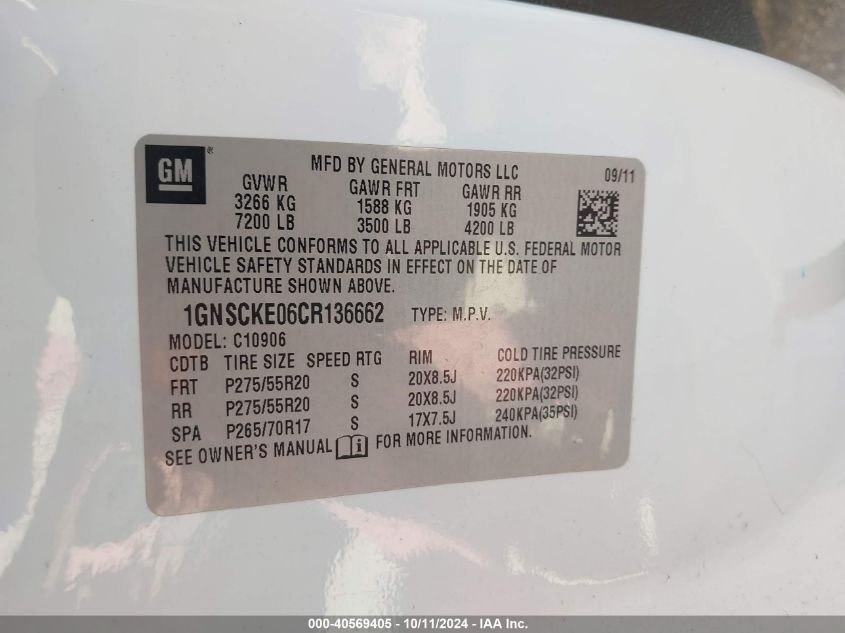 GM ®
MFD BY GENERAL MOTORS LLC 09/11
GVWR GAWR FRT GAWR RR
3266 KG 1588 KG 1905 KG
7200 LB 3500 LB 4200 LB
THIS VEHICLE CONFORMS TO ALL APPLICABLE U.S. FEDERAL MOTOR
VEHICLE SAFETY STANDARDS IN EFFECT ON THE DATE OF
MANUFACTURE SHOWN ABOVE.
1GNSCKE06CR136662 TYPE: M.P.V.
MODEL: C10906
CDTB TIRE SIZE SPEED RTG RIM COLD TIRE PRESSURE
FRT P275/55R20 S 20X8.5J 220KPA(32PSI)
RR P275/55R20 S 20X8.5J 220KPA(32PSI)
SPA P265/70R17 S 17X7.5J 240KPA(35PSI)
SEE OWNER'S MANUAL i FOR MORE INFORMATION.
000-40569405 - 10/11/2024 - IAA Inc.